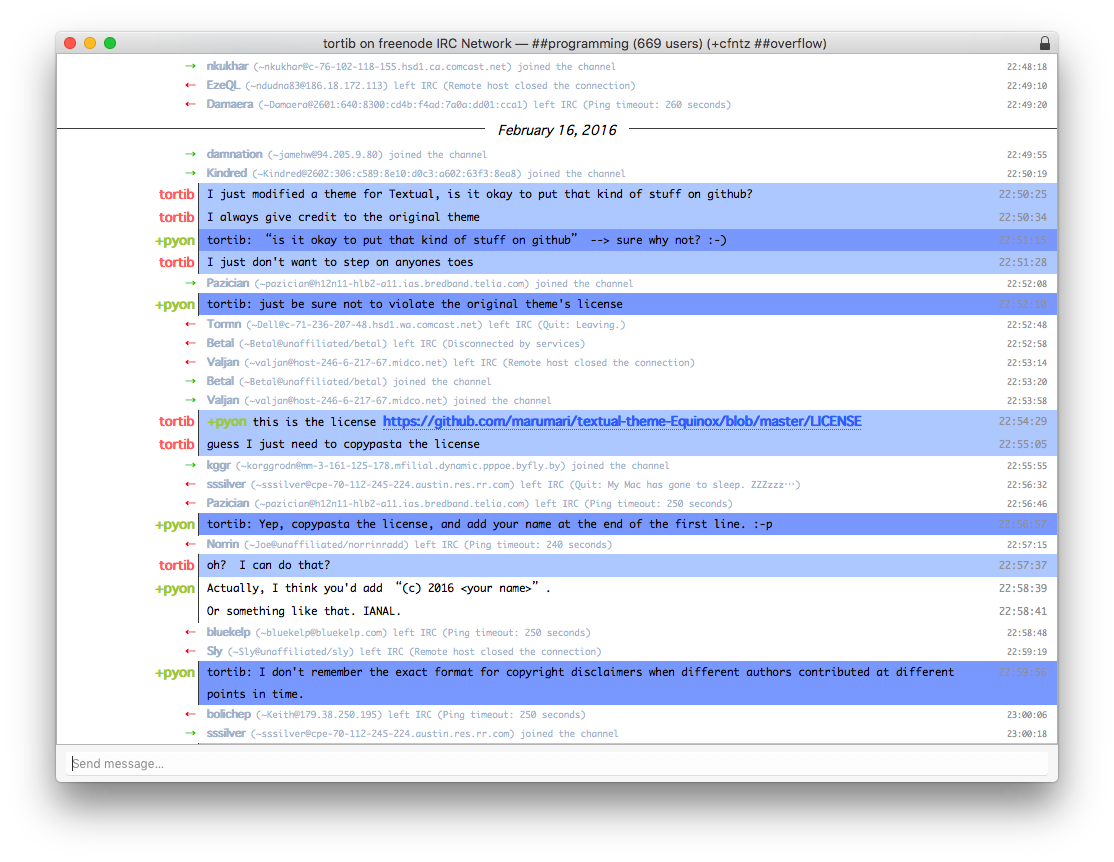 tortib on freenode IRC Network — ##programming (669 users) (+cfntz ##overflow)
→ nkukhar (~nkukhar@c-76-102-118-155.hsd1.ca.comcast.net) joined the channel 22:48:18
← EzeQL (~ndudna83@186.18.172.113) left IRC (Remote host closed the connection) 22:49:10
← Damaera (~Damaera@2601:640:8300:cd4b:f4ad:7a0a:dd01:cca1) left IRC (Ping timeout: 260 seconds) 22:49:20
February 16, 2016
→ damnation (~jamehw@94.205.9.80) joined the channel 22:49:55
→ Kindred (~Kindred@2602:306:c589:8e10:d0c3:a602:63f3:8ea8) joined the channel 22:50:19
tortib I just modified a theme for Textual, is it okay to put that kind of stuff on github? 22:50:25
tortib I always give credit to the original theme 22:50:34
+pyon tortib: “is it okay to put that kind of stuff on github” --> sure why not? :-) 22:51:15
tortib I just don't want to step on anyones toes 22:51:28
→ Pazician (~pazician@h12n11-hlb2-a11.ias.bredband.telia.com) joined the channel 22:52:08
+pyon tortib: just be sure not to violate the original theme's license 22:52:10
← Tormn (~Dell@c-71-236-207-48.hsd1.wa.comcast.net) left IRC (Quit: Leaving.) 22:52:48
← Betal (~Betal@unaffiliated/betal) left IRC (Disconnected by services) 22:52:58
← Valjan (~valjan@host-246-6-217-67.midco.net) left IRC (Remote host closed the connection) 22:53:14
→ Betal (~Betal@unaffiliated/betal) joined the channel 22:53:20
→ Valjan (~valjan@host-246-6-217-67.midco.net) joined the channel 22:53:58
tortib +pyon this is the license https://github.com/marumari/textual-theme-Equinox/blob/master/LICENSE 22:54:29
tortib guess I just need to copypasta the license 22:55:05
→ kggr (~korggrodn@mm-3-161-125-178.mfilial.dynamic.pppoe.byfly.by) joined the channel 22:55:55
← sssilver (~sssilver@cpe-70-112-245-224.austin.res.rr.com) left IRC (Quit: My Mac has gone to sleep. ZZZzzz…) 22:56:32
← Pazician (~pazician@h12n11-hlb2-a11.ias.bredband.telia.com) left IRC (Ping timeout: 250 seconds) 22:56:46
+pyon tortib: Yep, copypasta the license, and add your name at the end of the first line. :-p 22:56:57
← Norrin (~Joe@unaffiliated/norrinradd) left IRC (Ping timeout: 240 seconds) 22:57:15
tortib oh? I can do that? 22:57:37
+pyon Actually, I think you'd add “(c) 2016 <your name>” . 22:58:39
Or something like that. IANAL. 22:58:41
← bluekelp (~bluekelp@bluekelp.com) left IRC (Ping timeout: 250 seconds) 22:58:48
← Sly (~Sly@unaffiliated/sly) left IRC (Remote host closed the connection) 22:59:19
+pyon tortib: I don't remember the exact format for copyright disclaimers when different authors contributed at different 22:59:56
points in time.
← bolichep (~Keith@179.38.250.195) left IRC (Ping timeout: 250 seconds) 23:00:06
→ sssilver (~sssilver@cpe-70-112-245-224.austin.res.rr.com) joined the channel 23:00:18
Send message...